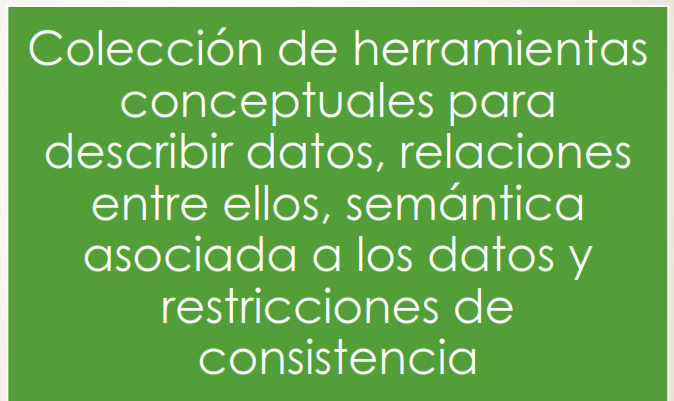 Colección de herramientas
conceptuales para
describir datos, relaciones
entre ellos, semántica
asociada a los datos y
restricciones de
consistencia